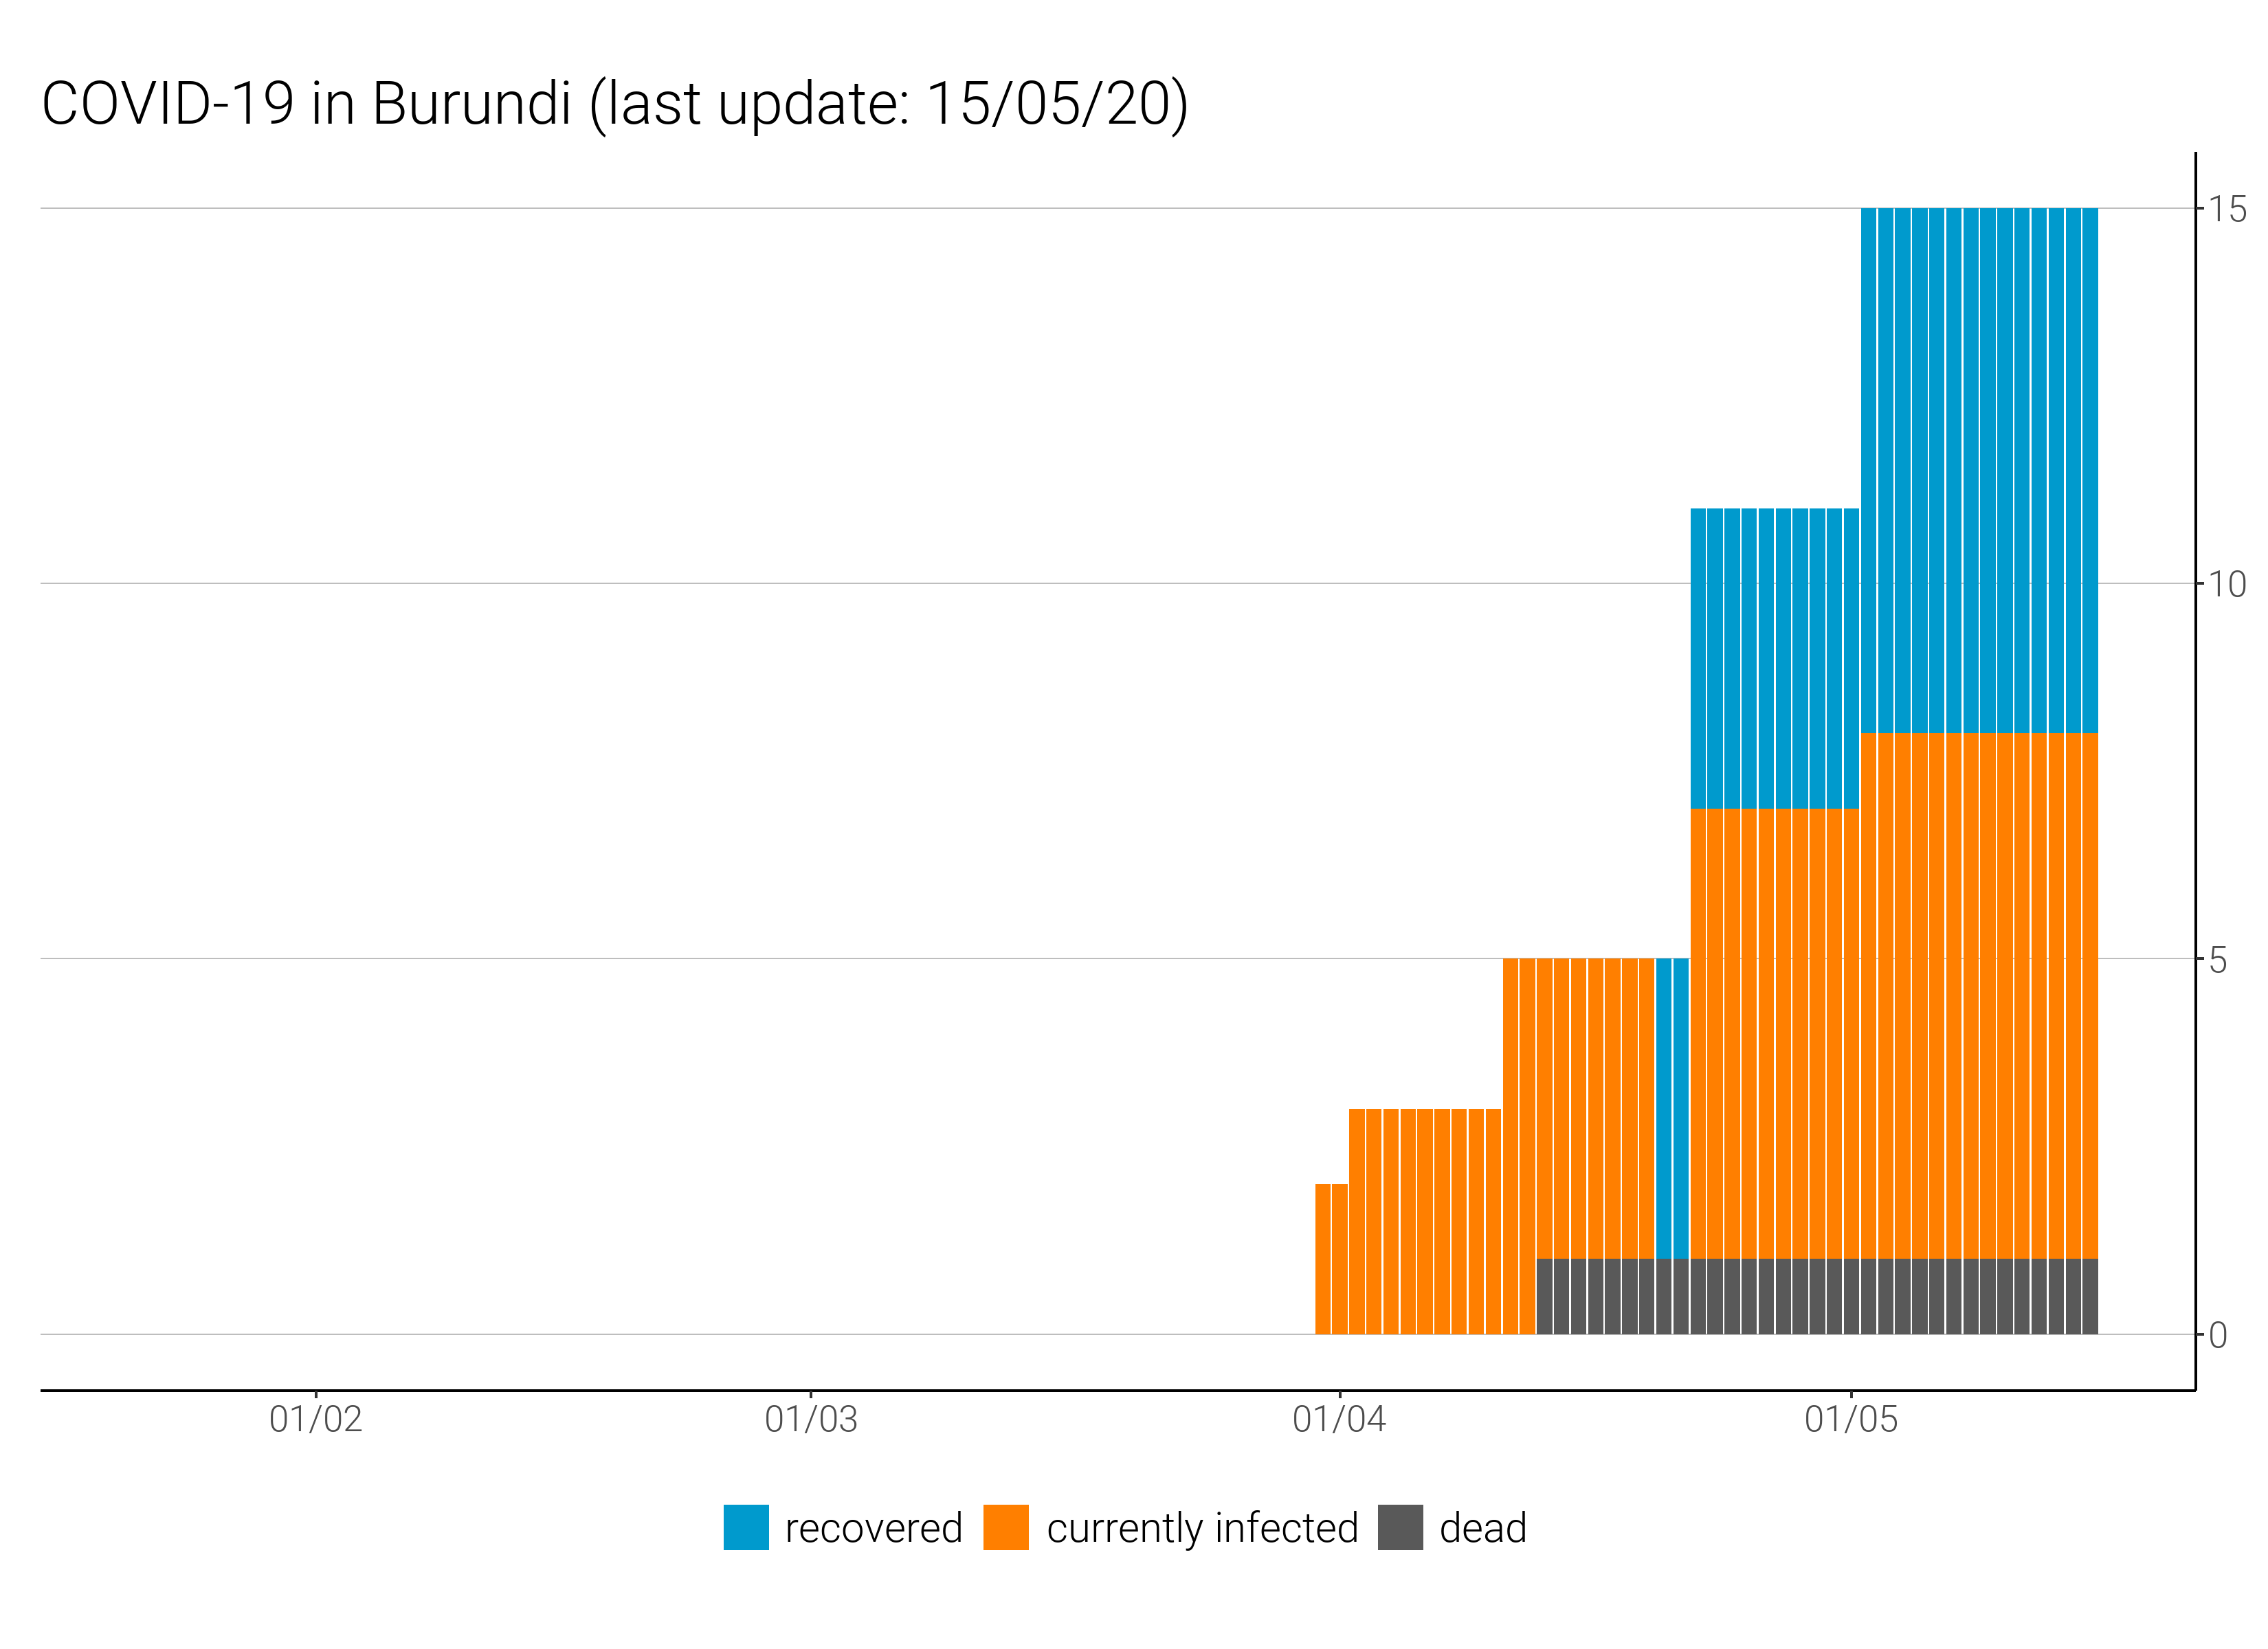 COVID-19 in Burundi (last update: 15/05/20)
15
10
5
0
01/02 01/03 01/04 01/05
recovered currently infected dead